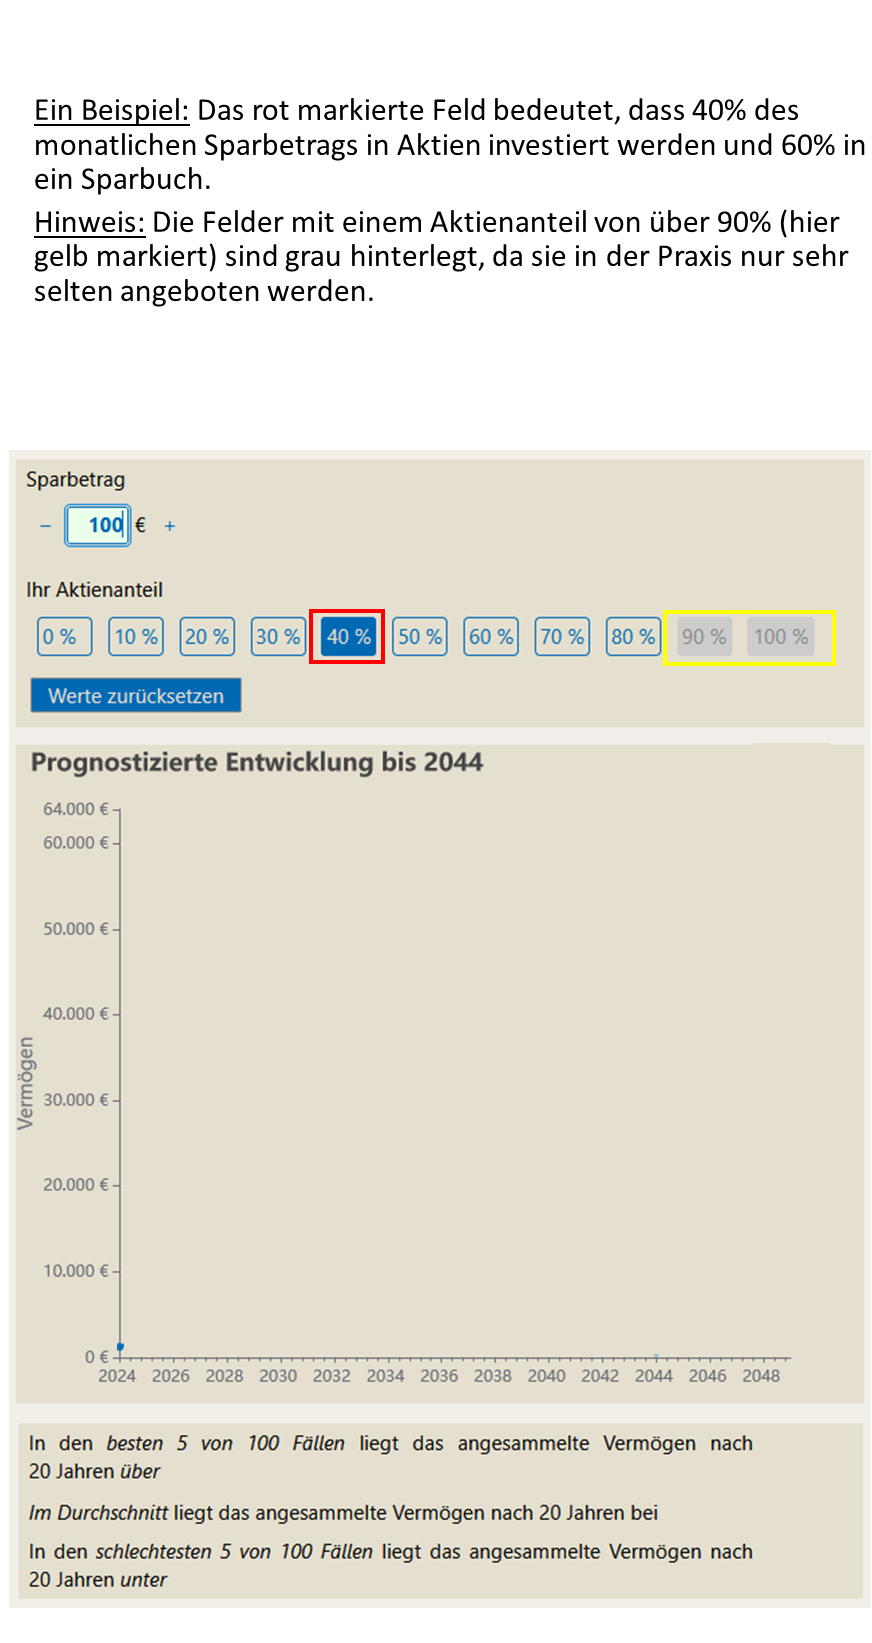 Ein Beispiel: Das rot markierte Feld bedeutet, dass 40% des
monatlichen Sparbetrags in Aktien investiert werden und 60% in
ein Sparbuch.
Hinweis: Die Felder mit einem Aktienanteil von über 90% (hier
gelb markiert) sind grau hinterlegt, da sie in der Praxis nur sehr
selten angeboten werden.
Sparbetrag
− 100 € +
Ihr Aktienanteil
0 % 10 % 20 % 30 % 40 % 50 % 60 % 70 % 80 % 90 % 100 %
Werte zurücksetzen
Prognostizierte Entwicklung bis 2044
64.000 €
60.000 €
50.000 €
40.000 €
Vermögen
30.000 €
20.000 €
10.000 €
0 €
2024 2026 2028 2030 2032 2034 2036 2038 2040 2042 2044 2046 2048
In den besten 5 von 100 Fällen liegt das angesammelte Vermögen nach
20 Jahren über
Im Durchschnitt liegt das angesammelte Vermögen nach 20 Jahren bei
In den schlechtesten 5 von 100 Fällen liegt das angesammelte Vermögen nach
20 Jahren unter